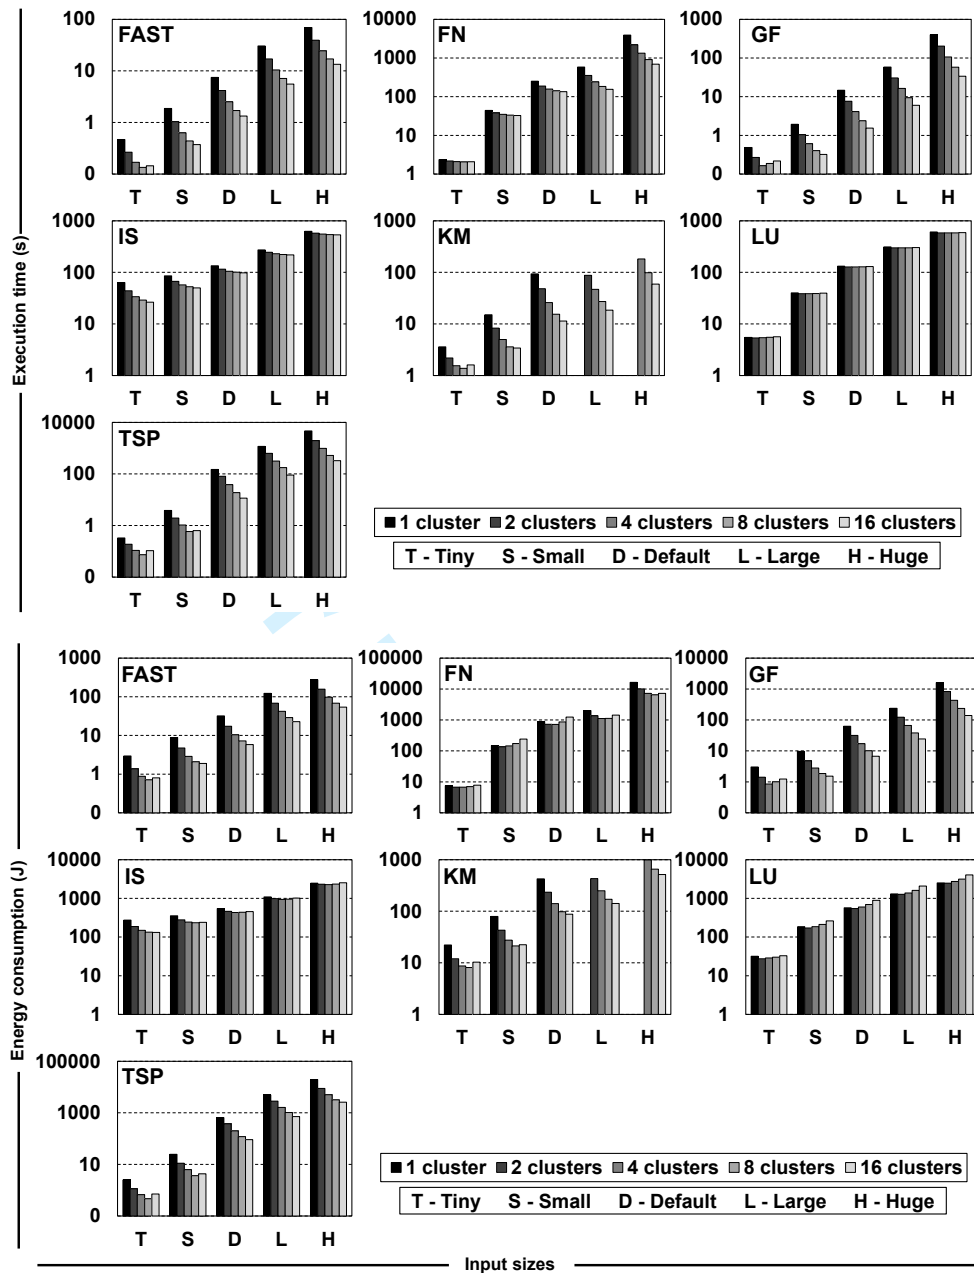 Execution time (s)
FAST
100
10
1
0
T S D L H
FN
10000
1000
100
10
1
T S D L H
GF
1000
100
10
1
0
T S D L H
IS
1000
100
10
1
T S D L H
KM
1000
100
10
1
T S D L H
LU
1000
100
10
1
T S D L H
TSP
10000
100
1
0
T S D L H
1 cluster 2 clusters 4 clusters 8 clusters 16 clusters
T - Tiny S - Small D - Default L - Large H - Huge
Energy consumption (J)
FAST
1000
100
10
1
0
T S D L H
FN
100000
10000
1000
100
10
1
T S D L H
GF
10000
1000
100
10
1
0
T S D L H
IS
10000
1000
100
10
1
T S D L H
KM
1000
100
10
1
T S D L H
LU
10000
1000
100
10
1
T S D L H
TSP
100000
1000
10
0
T S D L H
1 cluster 2 clusters 4 clusters 8 clusters 16 clusters
T - Tiny S - Small D - Default L - Large H - Huge
Input sizes